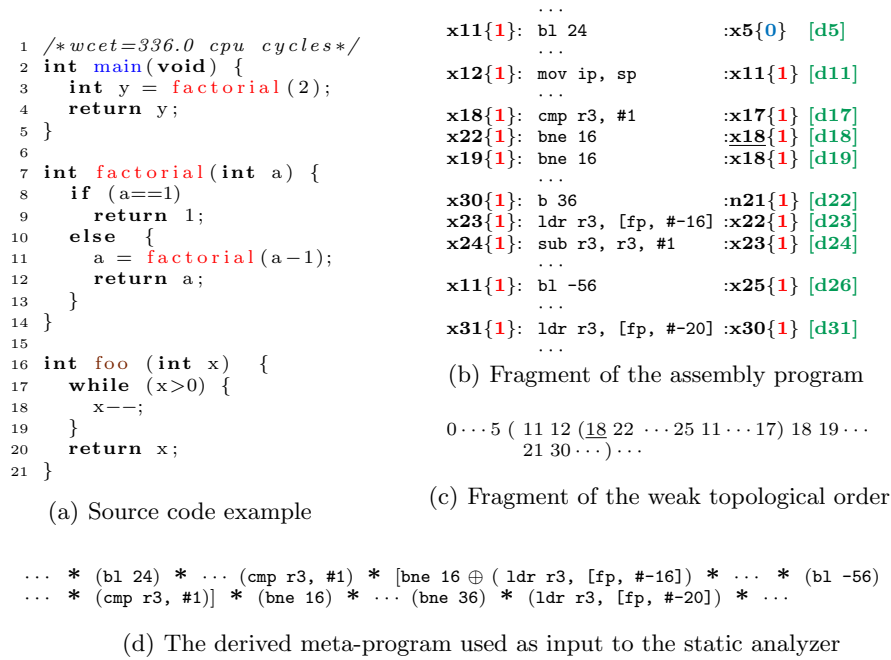 1 /*wcet=336.0 cpu cycles*/
2 int main(void) {
3 int y = factorial(2);
4 return y;
5 }
6
7 int factorial(int a) {
8 if (a==1)
9 return 1;
10 else {
11 a = factorial(a−1);
12 return a;
13 }
14 }
15
16 int foo (int x) {
17 while (x>0) {
18 x−−;
19 }
20 return x;
21 }
(a) Source code example
···
x11{1}: bl 24 :x5{0} [d5]
···
x12{1}: mov ip, sp :x11{1} [d11]
···
x18{1}: cmp r3, #1 :x17{1} [d17]
x22{1}: bne 16 :x18{1} [d18]
x19{1}: bne 16 :x18{1} [d19]
···
x30{1}: b 36 :n21{1} [d22]
x23{1}: ldr r3, [fp, #-16] :x22{1} [d23]
x24{1}: sub r3, r3, #1 :x23{1} [d24]
···
x11{1}: bl -56 :x25{1} [d26]
···
x31{1}: ldr r3, [fp, #-20] :x30{1} [d31]
···
(b) Fragment of the assembly program
0 ··· 5 ( 11 12 (18 22 ··· 25 11 ··· 17) 18 19 ···
21 30 ··· ) ···
(c) Fragment of the weak topological order
··· * (bl 24) * ··· (cmp r3, #1) * [bne 16 ⊕ ( ldr r3, [fp, #-16]) * ··· * (bl -56)
··· * (cmp r3, #1)] * (bne 16) * ··· (bne 36) * (ldr r3, [fp, #-20]) * ···
(d) The derived meta-program used as input to the static analyzer